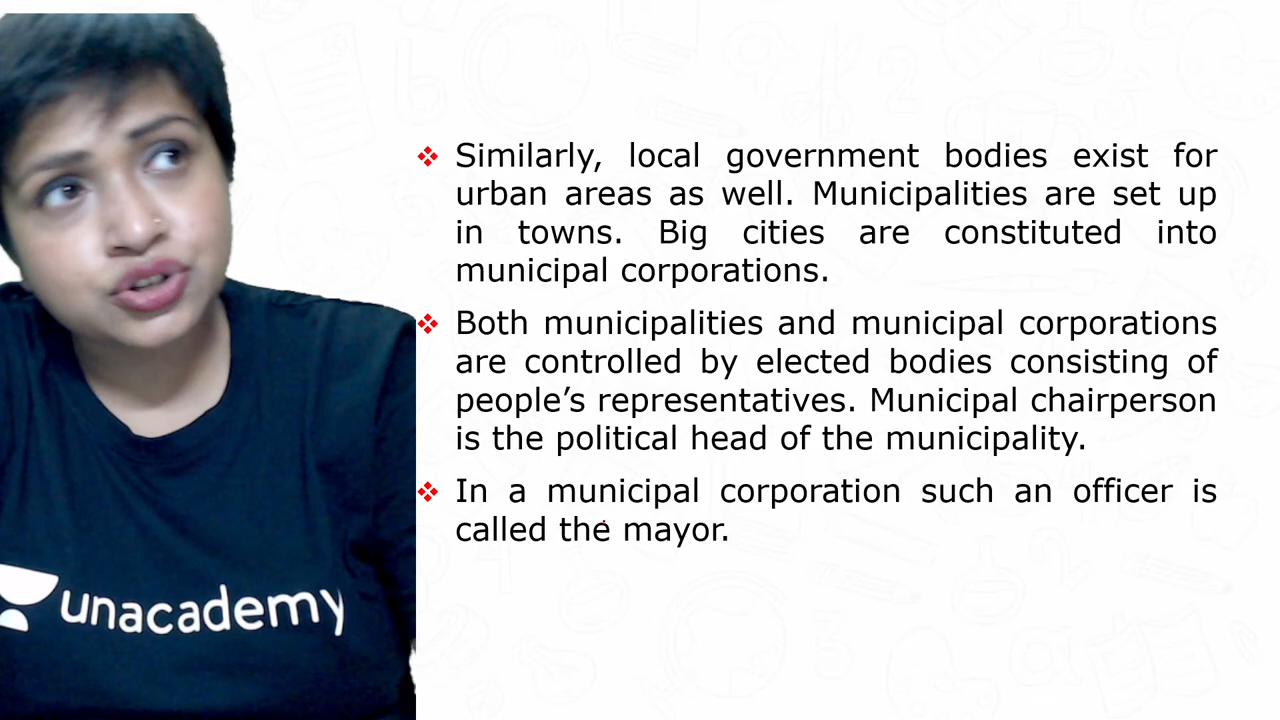 Similarly, local government bodies exist for
urban areas as well. Municipalities are set up
in towns. Big cities are constituted into
municipal corporations.
Both municipalities and municipal corporations
are controlled by elected bodies consisting of
people’s representatives. Municipal chairperson
is the political head of the municipality.
In a municipal corporation such an officer is
called the mayor.
unacademy